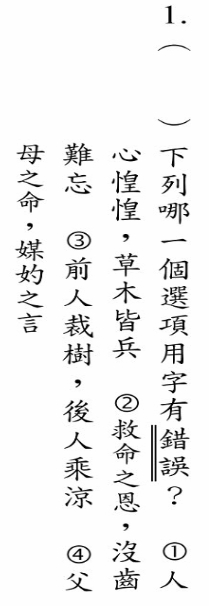 1.（　　）下列哪一個選項用字有錯誤？　①人
心惶惶，草木皆兵　②救命之恩，沒齒
難忘　③前人裁樹，後人乘涼　④父
母之命，媒妁之言